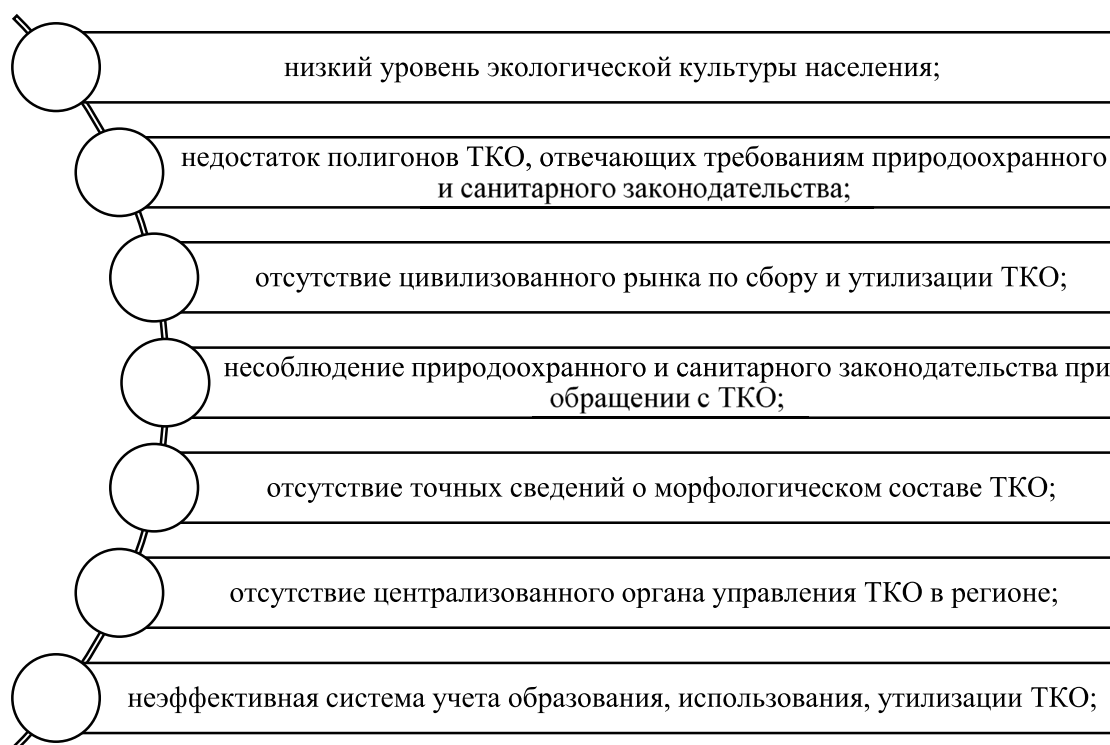 низкий уровень экологической культуры населения;
недостаток полигонов ТКО, отвечающих требованиям природоохранного
и санитарного законодательства;
отсутствие цивилизованного рынка по сбору и утилизации ТКО;
несоблюдение природоохранного и санитарного законодательства при
обращении с ТКО;
отсутствие точных сведений о морфологическом составе ТКО;
отсутствие централизованного органа управления ТКО в регионе;
неэффективная система учета образования, использования, утилизации ТКО;